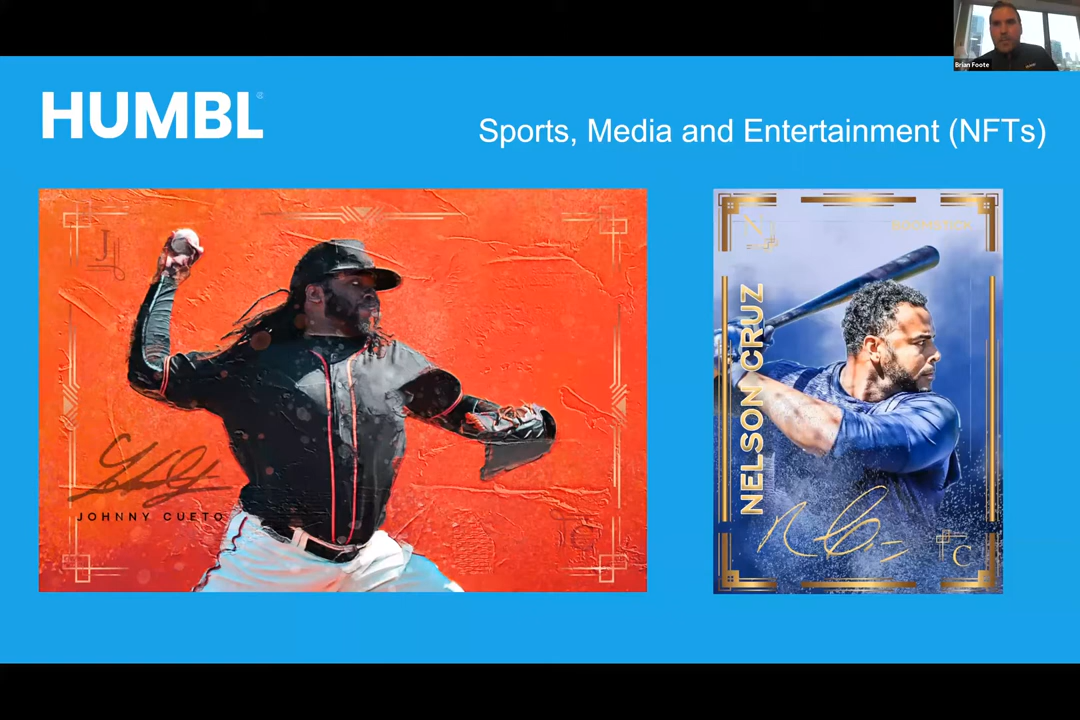 Brian Foote
HUMBL
Sports, Media and Entertainment (NFTs)
JOHNNY CUETO
NELSON CRUZ